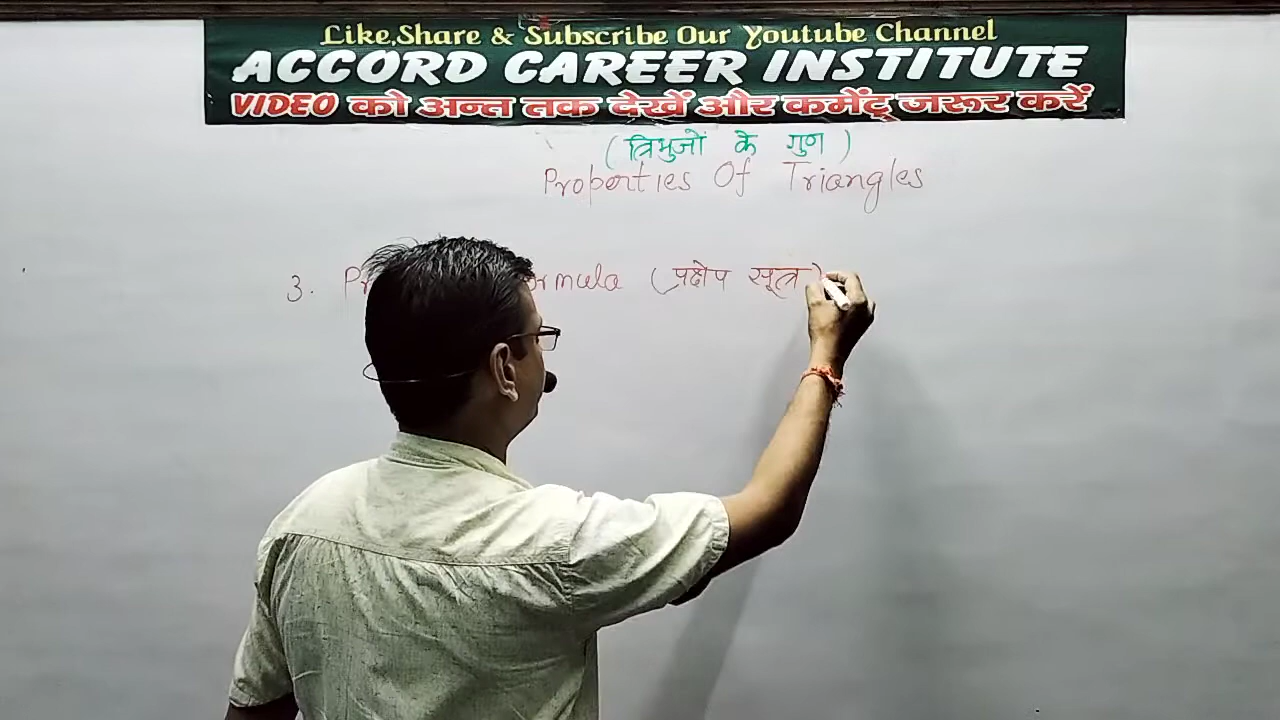 Like,Share & Subscribe Our Youtube Channel
ACCORD CAREER INSTITUTE
VIDEO को अन्त तक देखें और कमेंट् जरूर करें
(त्रिभुजों के गुण)
Properties Of Triangles
3. (प्रक्षेप सूत्र)